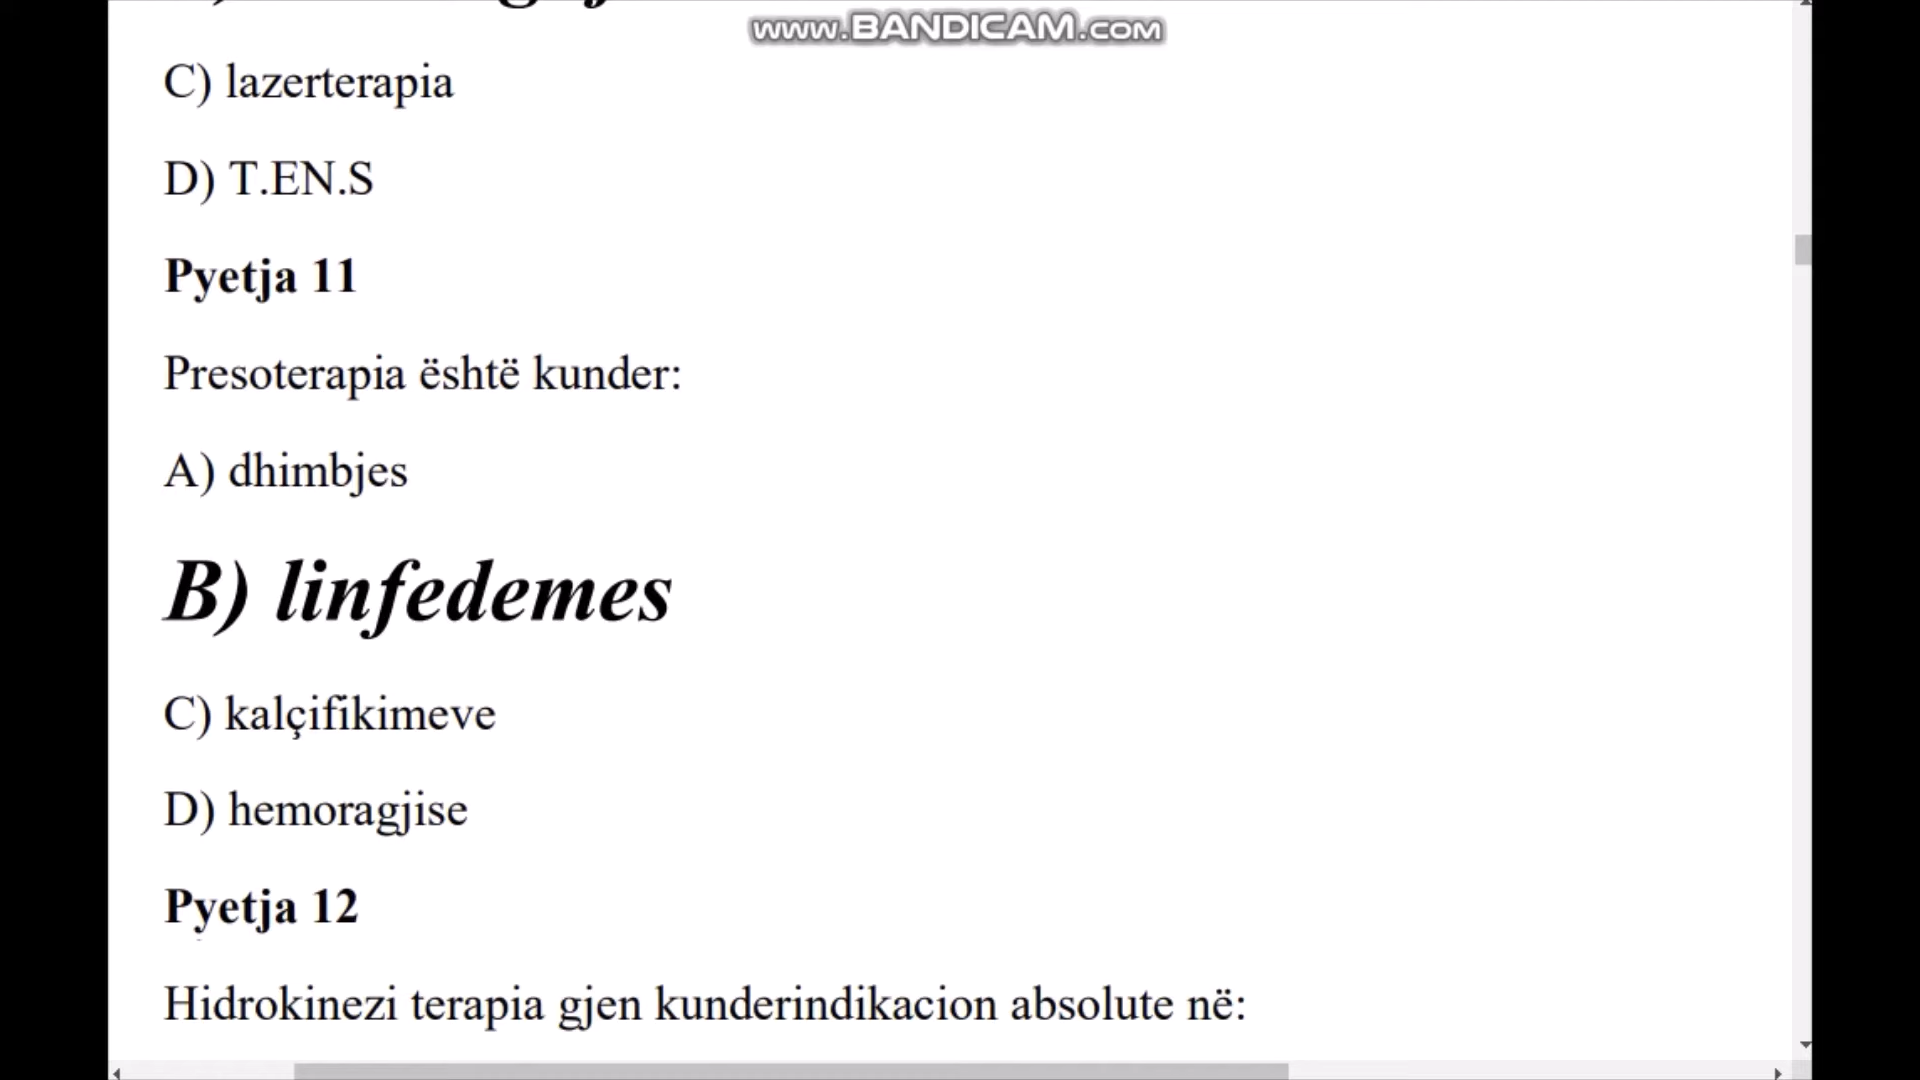 www.BANDICAM.com
C) lazerterapia
D) T.EN.S
Pyetja 11
Presoterapia është kunder:
A) dhimbjes
B) linfedemes
C) kalçifikimeve
D) hemoragjise
Pyetja 12
Hidrokinezi terapia gjen kunderindikacion absolute në: